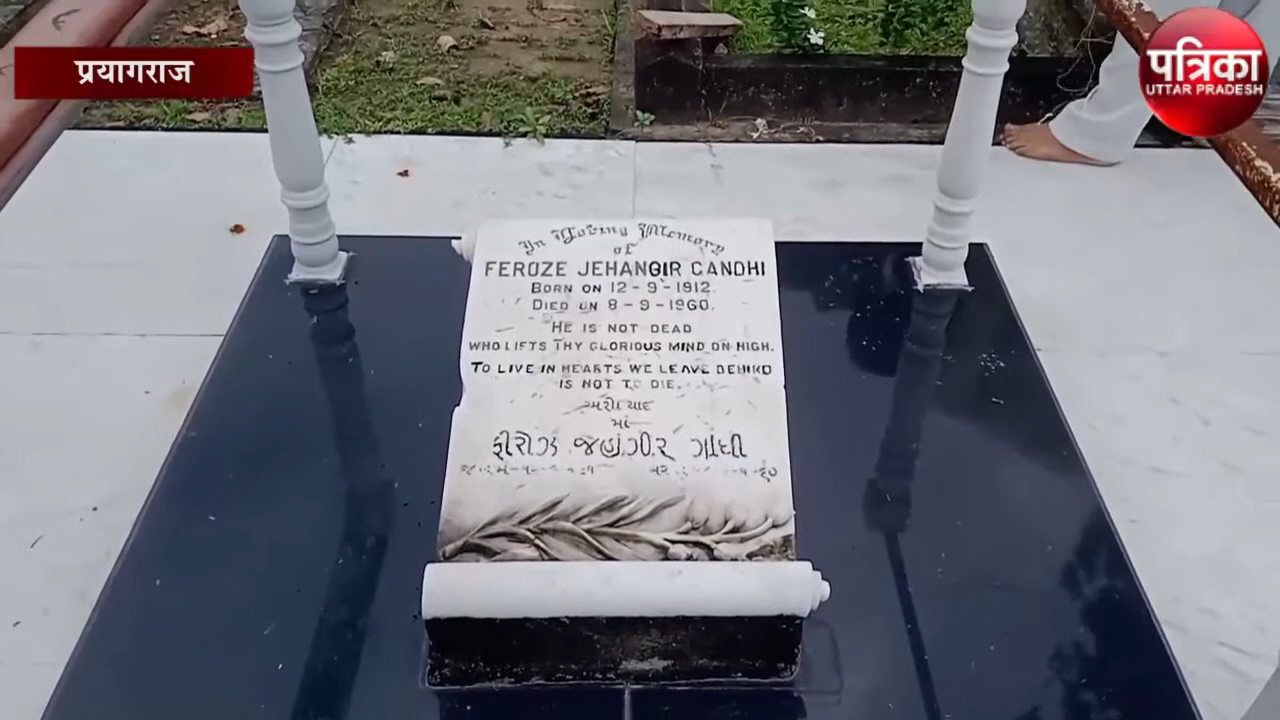 प्रयागराज
पत्रिका
UTTAR PRADESH
In Loving Memory
of
FEROZE JEHANGIR GANDHI
BORN ON 12-9-1912.
DIED ON 8-9-1960.
HE IS NOT DEAD
WHO LIFTS THY GLORIOUS MIND ON HIGH.
TO LIVE IN HEARTS WE LEAVE BEHIND
IS NOT TO DIE.
યાદ
માં
ફીરોઝ જહાંગીર ગાંધી